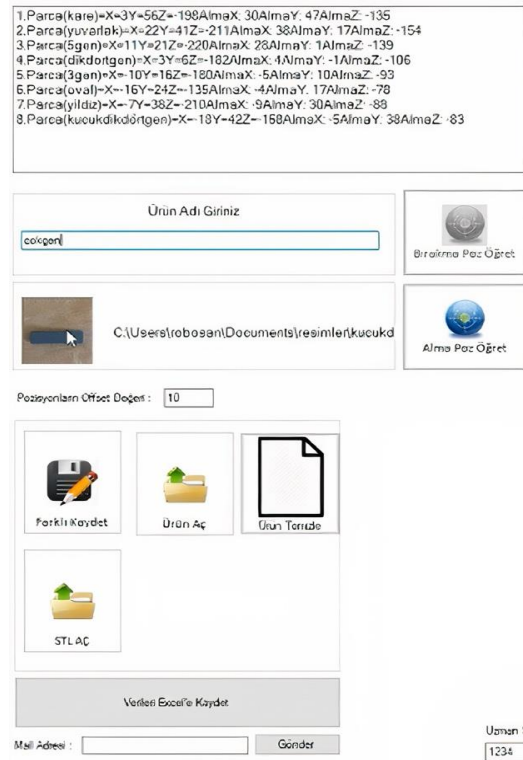 1.Parca(kare)=X=3Y=56Z=-198AlmaX: 30AlmaY: 47AlmaZ: -135
2.Parca(yuvarlak)=X=22Y=41Z=-211AlmaX: 38AlmaY: 17AlmaZ: -154
3.Parca(5gen)=X=11Y=21Z=-220AlmaX: 28AlmaY: 1AlmaZ: -139
4.Parca(dikdortgen)=X=3Y=6Z=-182AlmaX: 4AlmaY: -1AlmaZ: -106
5.Parca(3gen)=X=-10Y=16Z=-180AlmaX: -5AlmaY: 10AlmaZ: -93
6.Parca(oval)=X=-16Y=24Z=-135AlmaX: -4AlmaY: 17AlmaZ: -78
7.Parca(yildiz)=X=-7Y=38Z=-210AlmaX: -9AlmaY: 30AlmaZ: -88
8.Parca(kucukdikdörtgen)=X=-18Y=42Z=-158AlmaX: -5AlmaY: 38AlmaZ: -83
Ürün Adı Giriniz
cokgen
Bırakma Poz Öğret
C:\Users\robosan\Documents\resimler\kucukd
Alma Poz Öğret
Pozisyonların Offset Değeri : 10
Farklı Kaydet
Ürün Aç
Ürün Temizle
STL AÇ
Verileri Excel'e Kaydet
Mail Adresi :
Gönder
Uzman
1234